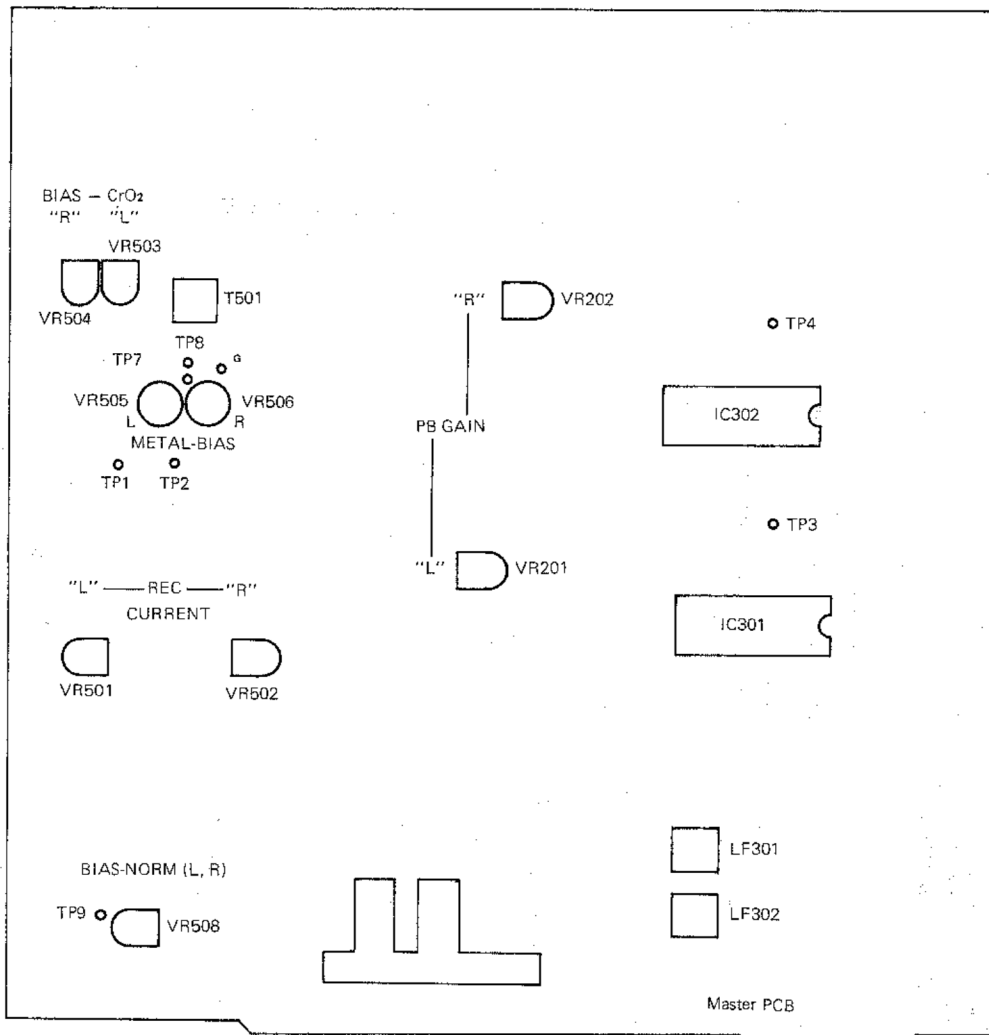 BIAS – CrO₂
"R" "L"
VR503
VR504
T501
TP8
TP7
G
VR505
VR506
L
R
METAL-BIAS
TP1
TP2
"R"
VR202
TP4
IC302
PB GAIN
TP3
"L"
VR201
IC301
"L" — REC — "R"
CURRENT
VR501
VR502
LF301
BIAS-NORM (L, R)
TP9
VR508
LF302
Master PCB